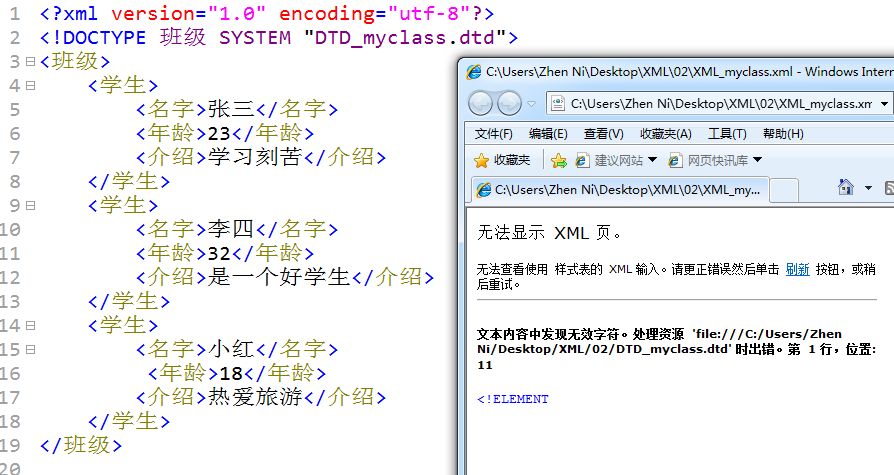 1 <?xml version="1.0" encoding="utf-8"?>
2 <!DOCTYPE 班级 SYSTEM "DTD_myclass.dtd">
3 <班级>
4 <学生>
5 <名字>张三</名字>
6 <年龄>23</年龄>
7 <介绍>学习刻苦</介绍>
8 </学生>
9 <学生>
10 <名字>李四</名字>
11 <年龄>32</年龄>
12 <介绍>是一个好学生</介绍>
13 </学生>
14 <学生>
15 <名字>小红</名字>
16 <年龄>18</年龄>
17 <介绍>热爱旅游</介绍>
18 </学生>
19 </班级>
20
C:\Users\Zhen Ni\Desktop\XML\02\XML_myclass.xml - Windows Intern
C:\Users\Zhen Ni\Desktop\XML\02\XML_myclass.xm
文件(F) 编辑(E) 查看(V) 收藏夹(A) 工具(T) 帮助(H)
收藏夹 建议网站 网页快讯库
C:\Users\Zhen Ni\Desktop\XML\02\XML_my...
无法显示 XML 页。
无法查看使用 样式表的 XML 输入。请更正错误然后单击 刷新 按钮，或稍
后重试。
文本内容中发现无效字符。处理资源 'file:///C:/Users/Zhen
Ni/Desktop/XML/02/DTD_myclass.dtd' 时出错。第 1 行，位置:
11
<!ELEMENT